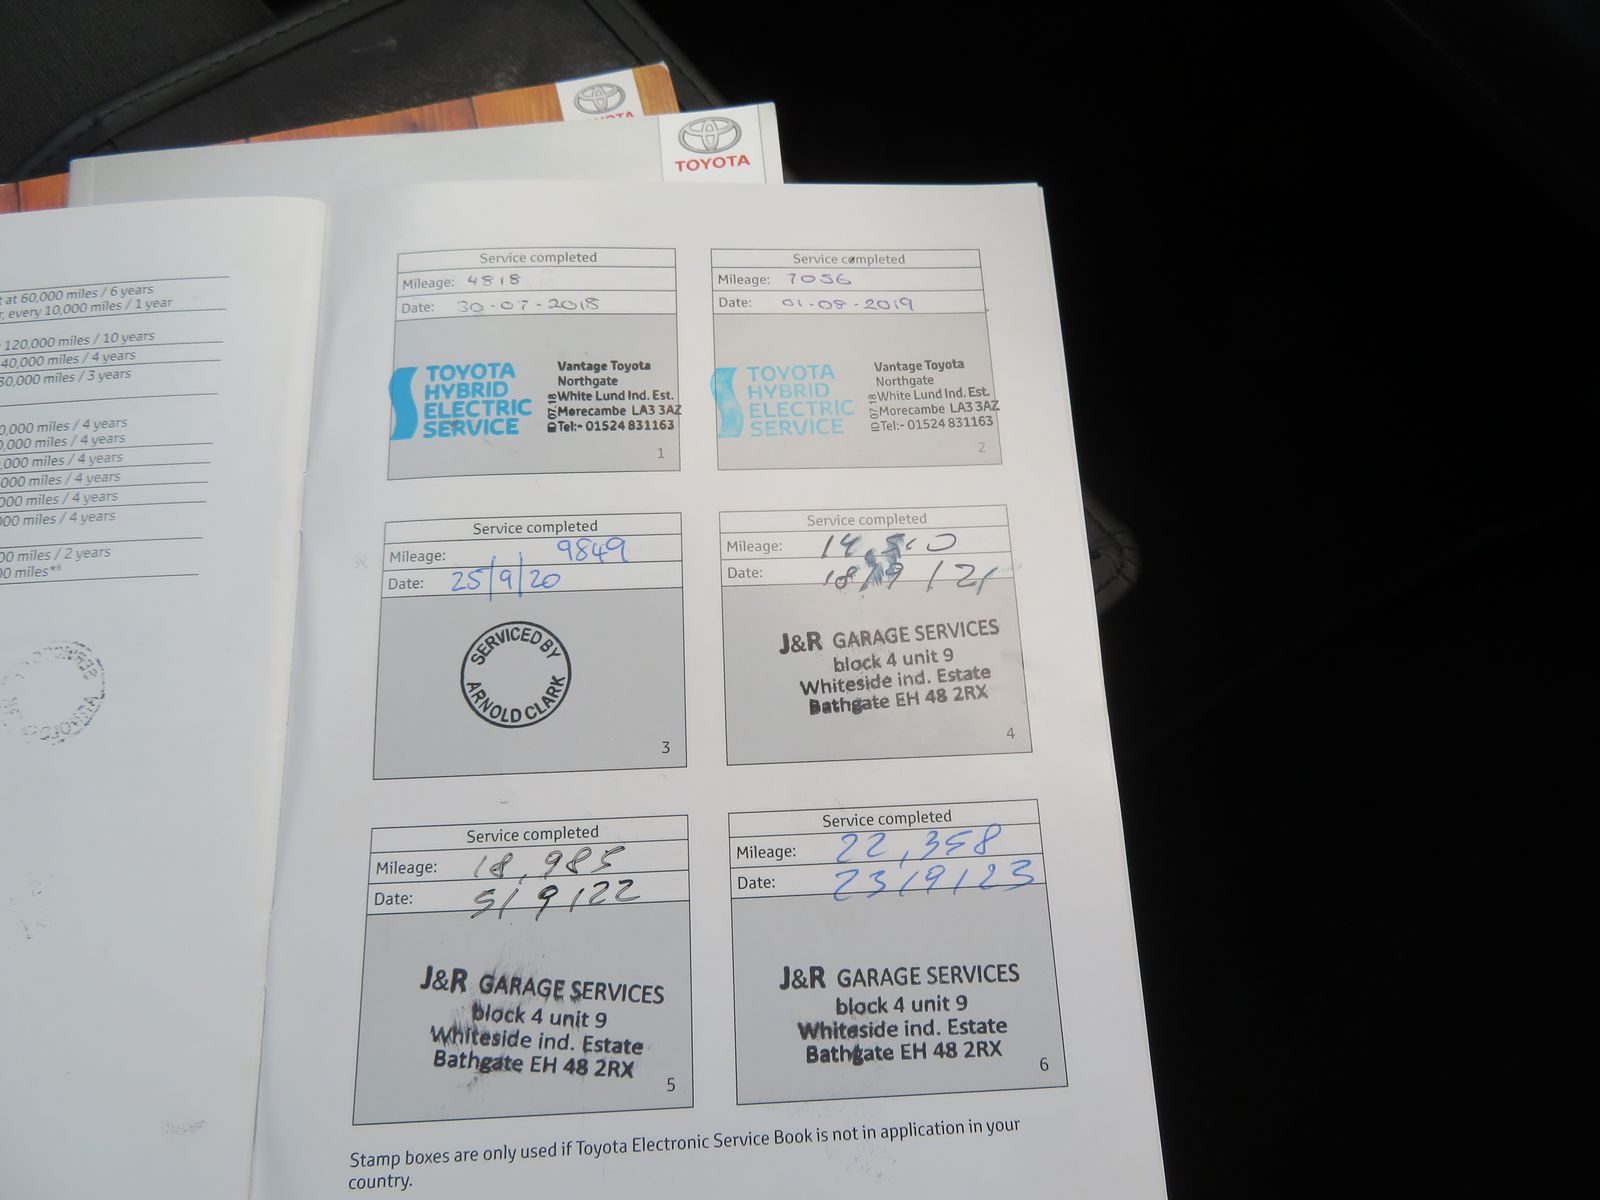 TOYOTA
TOYOTA
at 60,000 miles / 6 years
every 10,000 miles / 1 year
120,000 miles / 10 years
40,000 miles / 4 years
30,000 miles / 3 years
0,000 miles / 4 years
0,000 miles / 4 years
,000 miles / 4 years
000 miles / 4 years
000 miles / 4 years
000 miles / 4 years
00 miles / 2 years
00 miles*6
Service completed
Mileage: 4818
Date: 30-07-2018
TOYOTA
HYBRID
ELECTRIC
SERVICE
Vantage Toyota
Northgate
White Lund Ind. Est.
Morecambe LA3 3AZ
Tel:- 01524 831163
ID 07.18
1
Service completed
Mileage: 7056
Date: 01-08-2019
TOYOTA
HYBRID
ELECTRIC
SERVICE
Vantage Toyota
Northgate
White Lund Ind. Est.
Morecambe LA3 3AZ
Tel:- 01524 831163
ID 07.18
2
Service completed
Mileage: 9849
Date: 25/9/20
SERVICED BY
ARNOLD CLARK
3
Service completed
Mileage:
Date: 18/9/21
J&R GARAGE SERVICES
block 4 unit 9
Whiteside ind. Estate
Bathgate EH 48 2RX
4
Service completed
Mileage: 18,985
Date: 5/9/22
J&R GARAGE SERVICES
block 4 unit 9
Whiteside ind. Estate
Bathgate EH 48 2RX
5
Service completed
Mileage: 22,358
Date: 23/9/23
J&R GARAGE SERVICES
block 4 unit 9
Whiteside ind. Estate
Bathgate EH 48 2RX
6
Stamp boxes are only used if Toyota Electronic Service Book is not in application in your
country.